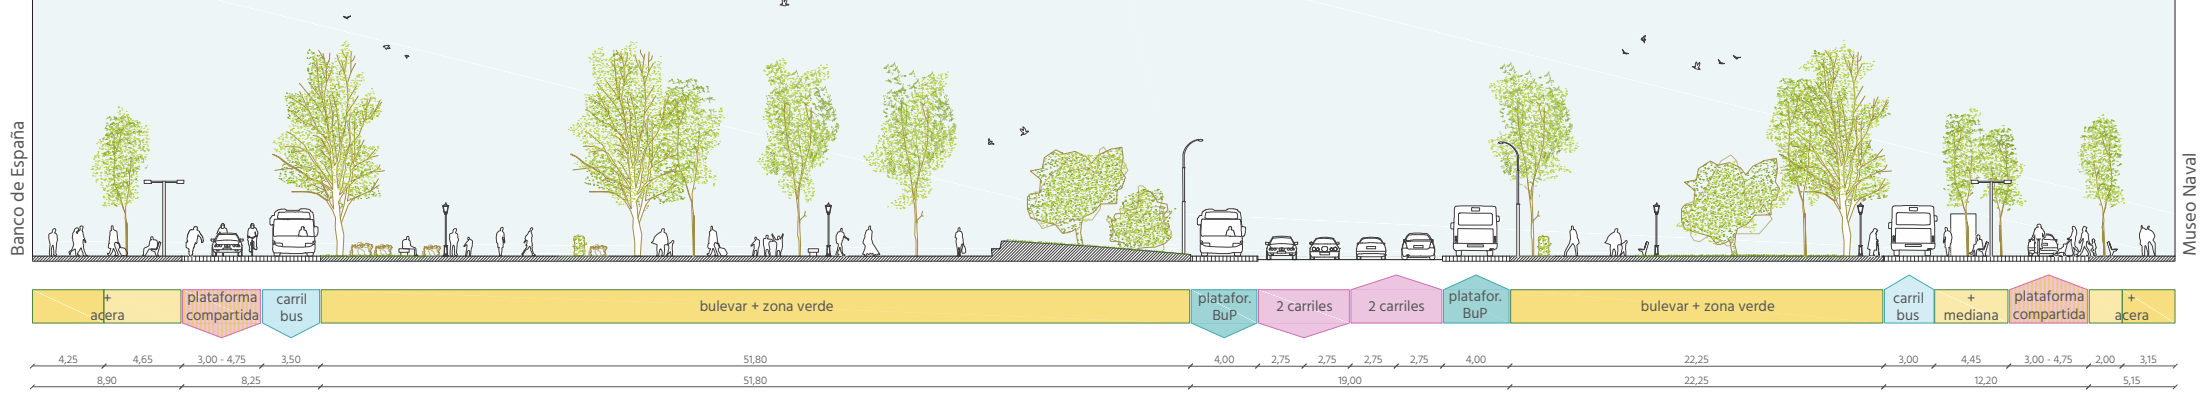 Banco de España
Museo Naval
+
acera
plataforma
compartida
carril
bus
bulevar + zona verde
platafor.
BuP
2 carriles
2 carriles
platafor.
BuP
bulevar + zona verde
carril
bus
+
mediana
plataforma
compartida
+
acera
4,25 4,65 3,00 - 4,75 3,50 51,80 4,00 2,75 2,75 2,75 2,75 4,00 22,25 3,00 4,45 3,00 - 4,75 2,00 3,15
8,90 8,25 51,80 19,00 22,25 12,20 5,15